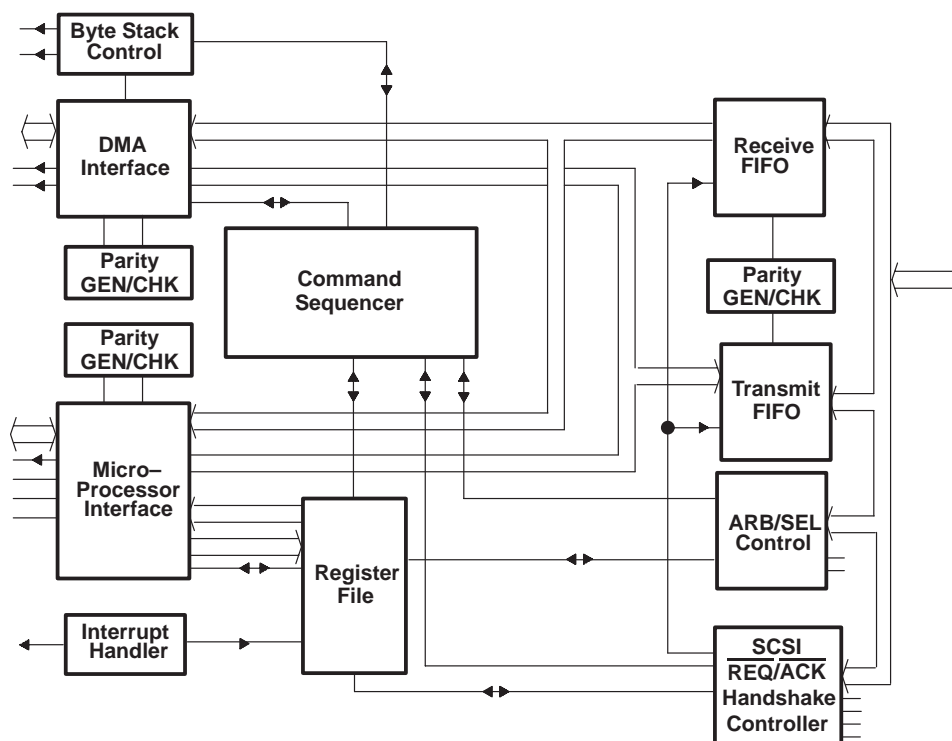 Byte Stack
Control
DMA
Interface
Receive
FIFO
Parity
GEN/CHK
Command
Sequencer
Parity
GEN/CHK
Parity
GEN/CHK
Transmit
FIFO
Micro–
Processor
Interface
ARB/SEL
Control
Register
File
Interrupt
Handler
SCSI
REQ/ACK
Handshake
Controller